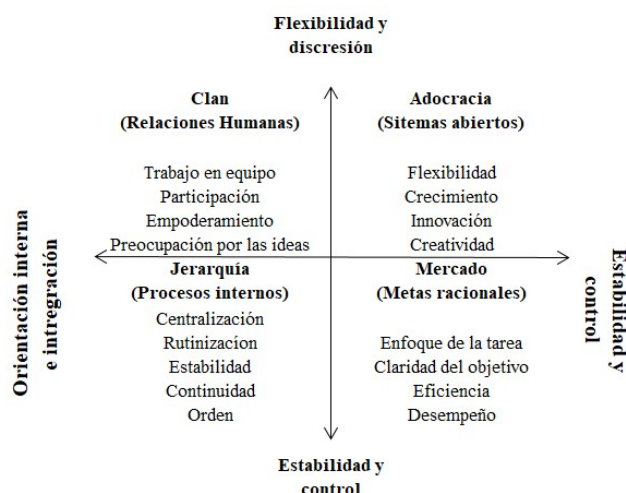 Flexibilidad y
discresión
Clan
(Relaciones Humanas)
Trabajo en equipo
Participación
Empoderamiento
Preocupación por las ideas
Adocracia
(Sitemas abiertos)
Flexibilidad
Crecimiento
Innovación
Creatividad
Orientación interna
e intregración
Estabilidad y
control
Jerarquía
(Procesos internos)
Centralización
Rutinizacíon
Estabilidad
Continuidad
Orden
Mercado
(Metas racionales)
Enfoque de la tarea
Claridad del objetivo
Eficiencia
Desempeño
Estabilidad y
control